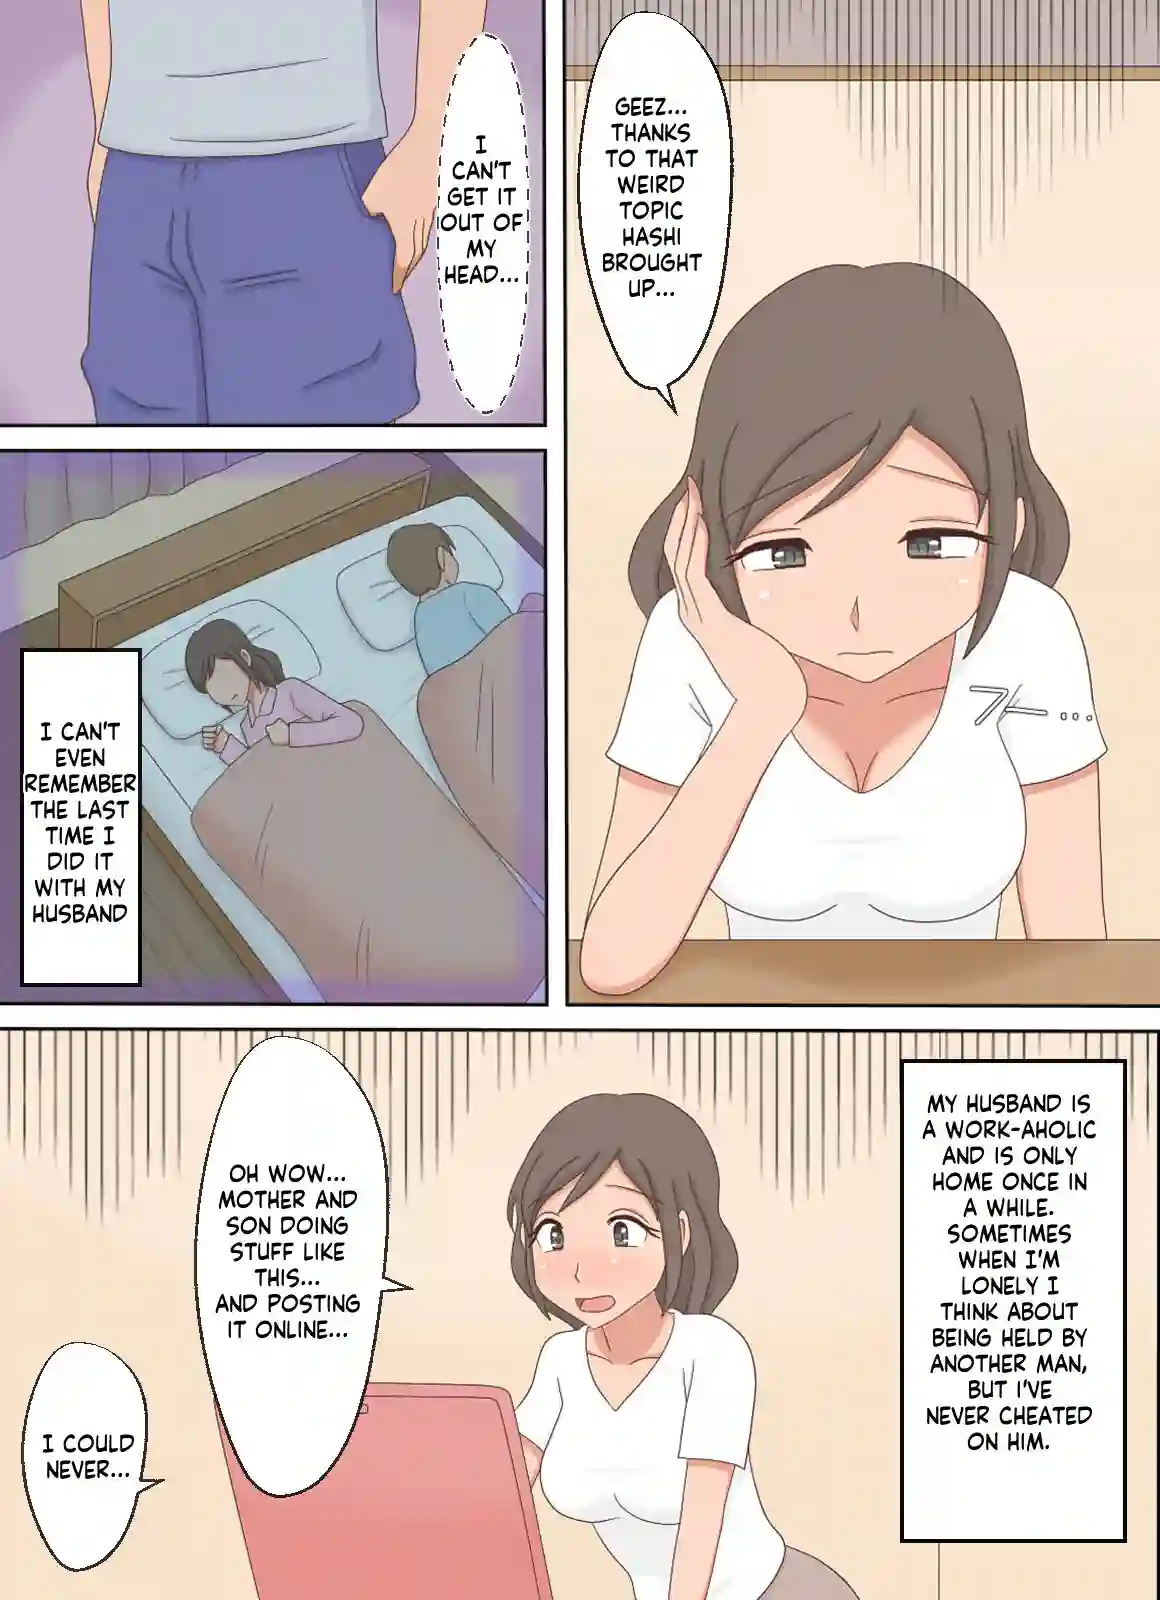 GEEZ...
THANKS
TO THAT
WEIRD
TOPIC
HASHI
BROUGHT
UP...
フー...
I
CAN'T
GET IT
OUT OF
MY
HEAD...
I CAN'T
EVEN
REMEMBER
THE LAST
TIME I
DID IT
WITH MY
HUSBAND
MY HUSBAND IS
A WORK-AHOLIC
AND IS ONLY
HOME ONCE IN
A WHILE.
SOMETIMES
WHEN I'M
LONELY I
THINK ABOUT
BEING HELD BY
ANOTHER MAN,
BUT I'VE
NEVER CHEATED
ON HIM.
OH WOW...
MOTHER AND
SON DOING
STUFF LIKE
THIS...
AND POSTING
IT ONLINE...
I COULD
NEVER...